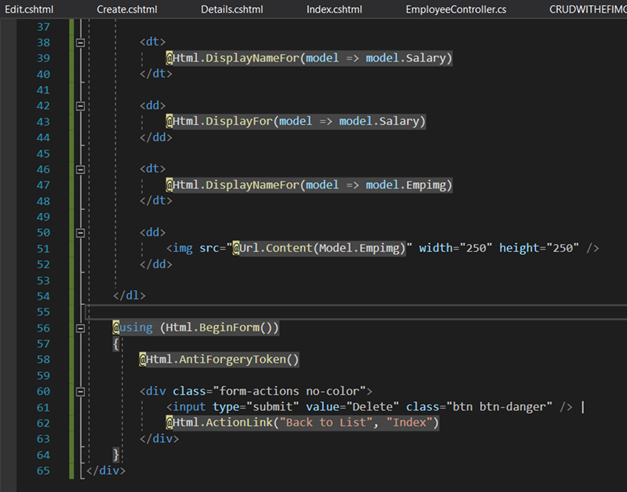 Edit.cshtml Create.cshtml Details.cshtml Index.cshtml EmployeeController.cs CRUDWITHEFIMG
37
38 <dt>
39 @Html.DisplayNameFor(model => model.Salary)
40 </dt>
41
42 <dd>
43 @Html.DisplayFor(model => model.Salary)
44 </dd>
45
46 <dt>
47 @Html.DisplayNameFor(model => model.Empimg)
48 </dt>
49
50 <dd>
51 <img src="@Url.Content(Model.Empimg)" width="250" height="250" />
52 </dd>
53
54 </dl>
55
56 @using (Html.BeginForm())
57 {
58 @Html.AntiForgeryToken()
59
60 <div class="form-actions no-color">
61 <input type="submit" value="Delete" class="btn btn-danger" /> |
62 @Html.ActionLink("Back to List", "Index")
63 </div>
64 }
65 </div>